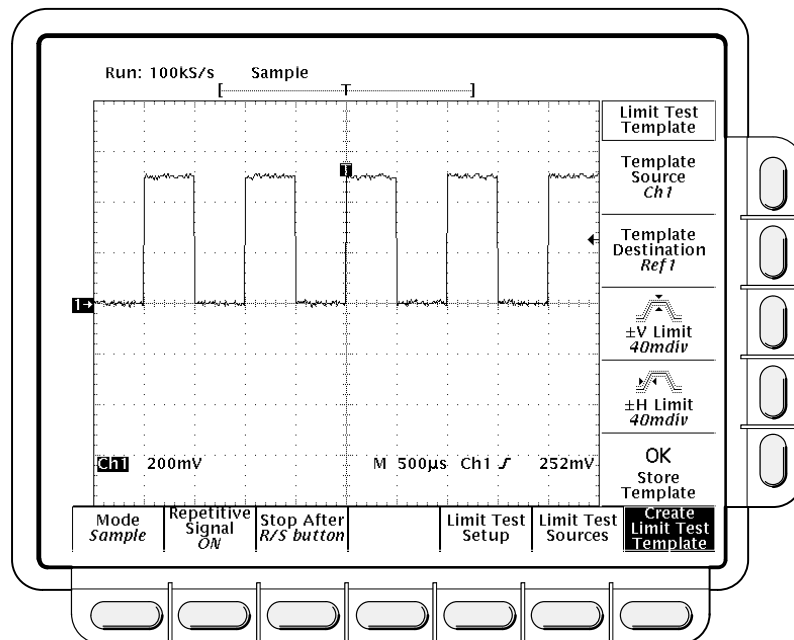 Run: 100kS/s Sample
[ T ]
Limit Test
Template
Template
Source
Ch1
T
Template
Destination
Ref1
1
±V Limit
40mdiv
±H Limit
40mdiv
Ch1 200mV M 500µs Ch1 252mV
OK
Store
Template
Mode
Sample
Repetitive
Signal
ON
Stop After
R/S button
Limit Test
Setup
Limit Test
Sources
Create
Limit Test
Template